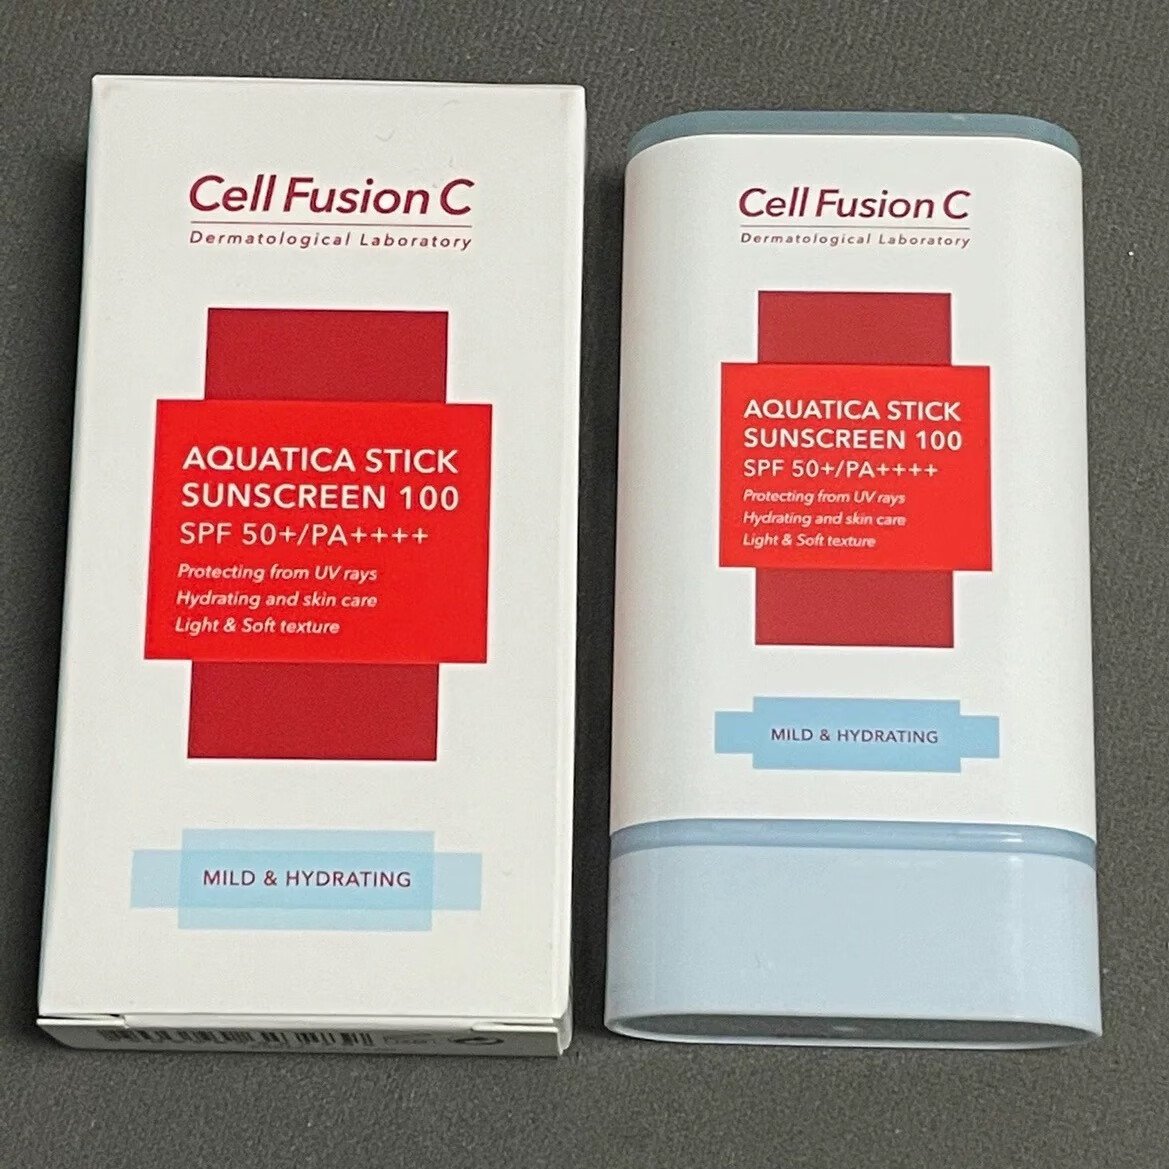 Cell Fusion C
Dermatological Laboratory
AQUATICA STICK
SUNSCREEN 100
SPF 50+/PA++++
Protecting from UV rays
Hydrating and skin care
Light & Soft texture
MILD & HYDRATING
Cell Fusion C
Dermatological Laboratory
AQUATICA STICK
SUNSCREEN 100
SPF 50+/PA++++
Protecting from UV rays
Hydrating and skin care
Light & Soft texture
MILD & HYDRATING